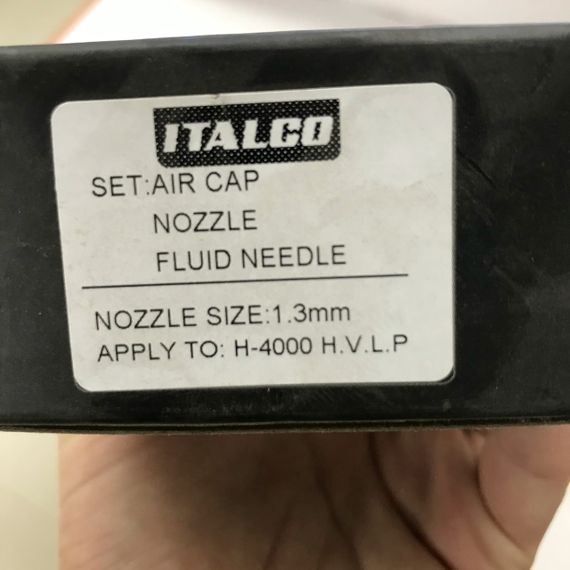 ITALCO
SET:AIR CAP
NOZZLE
FLUID NEEDLE
NOZZLE SIZE:1.3mm
APPLY TO: H-4000 H.V.L.P